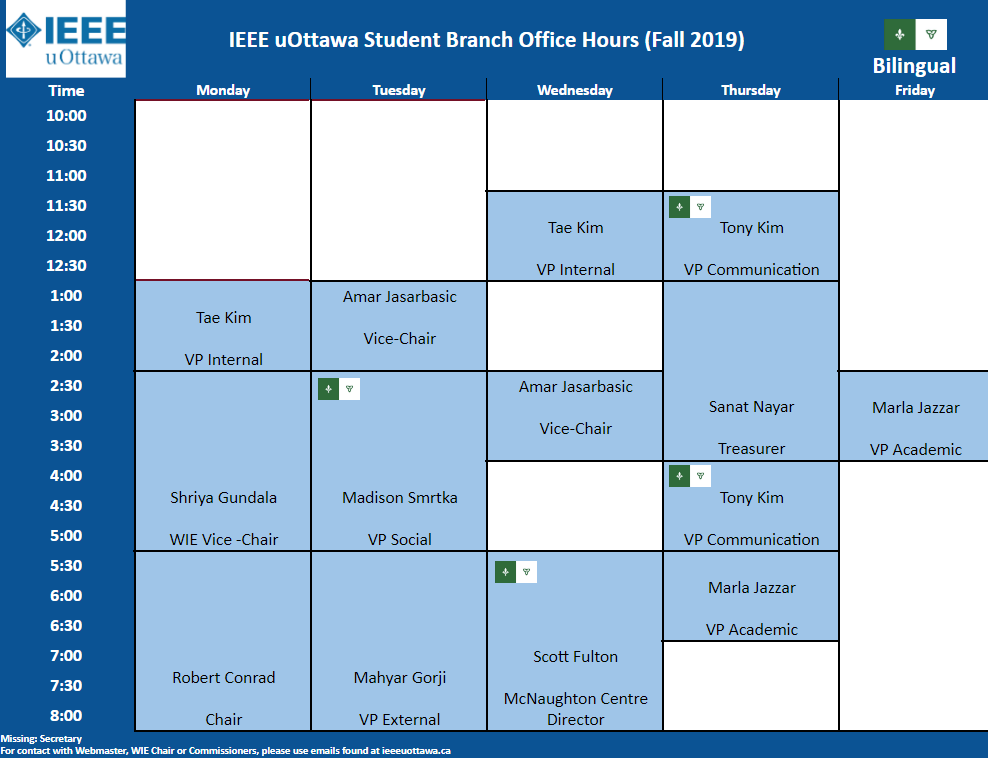 IEEE
uOttawa
IEEE uOttawa Student Branch Office Hours (Fall 2019)
Bilingual
Time Monday Tuesday Wednesday Thursday Friday
10:00
10:30
11:00
11:30
12:00
12:30
1:00
1:30
2:00
2:30
3:00
3:30
4:00
4:30
5:00
5:30
6:00
6:30
7:00
7:30
8:00
Tae Kim
VP Internal
Shriya Gundala
WIE Vice -Chair
Robert Conrad
Chair
Amar Jasarbasic
Vice-Chair
Madison Smrtka
VP Social
Mahyar Gorji
VP External
Tae Kim
VP Internal
Amar Jasarbasic
Vice-Chair
Scott Fulton
McNaughton Centre
Director
Tony Kim
VP Communication
Sanat Nayar
Treasurer
Tony Kim
VP Communication
Marla Jazzar
VP Academic
Marla Jazzar
VP Academic
Missing: Secretary
For contact with Webmaster, WIE Chair or Commissioners, please use emails found at ieeeuottawa.ca